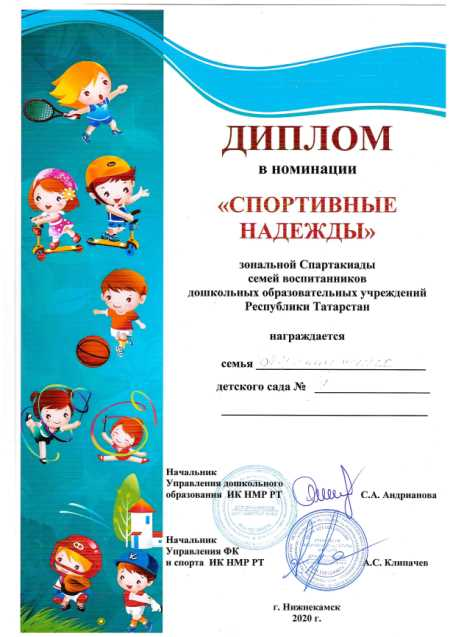 ДИПЛОМ
в номинации
«СПОРТИВНЫЕ
НАДЕЖДЫ»
зональной Спартакиады
семей воспитанников
дошкольных образовательных учреждений
Республики Татарстан
награждается
семья
детского сада №
Начальник
Управления дошкольного
образования ИК НМР РТ
С.А. Андрианова
Начальник
Управления ФК
и спорта ИК НМР РТ
А.С. Клипачев
г. Нижнекамск
2020 г.